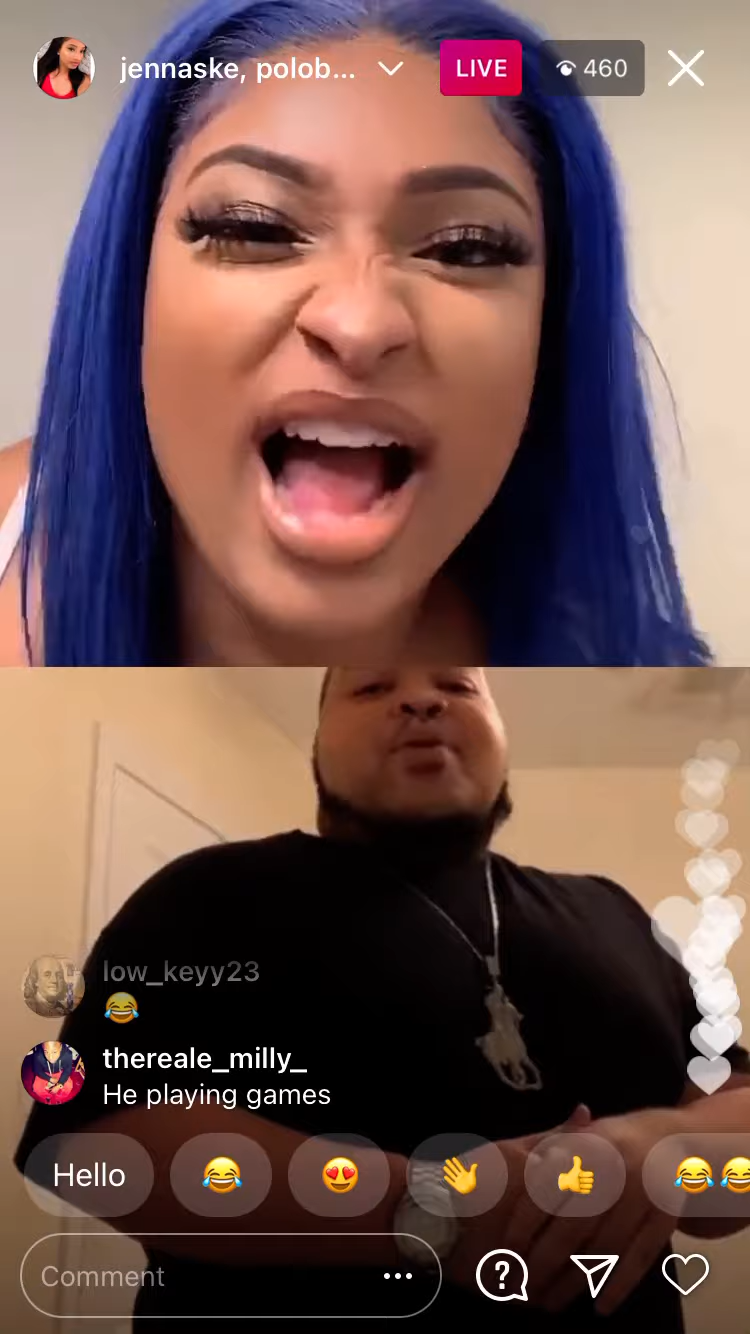 jennaske, polob...
LIVE
460
low_keyy23
😂
thereale_milly_
He playing games
Hello
😂
😍
👋
👍
😂😂
Comment